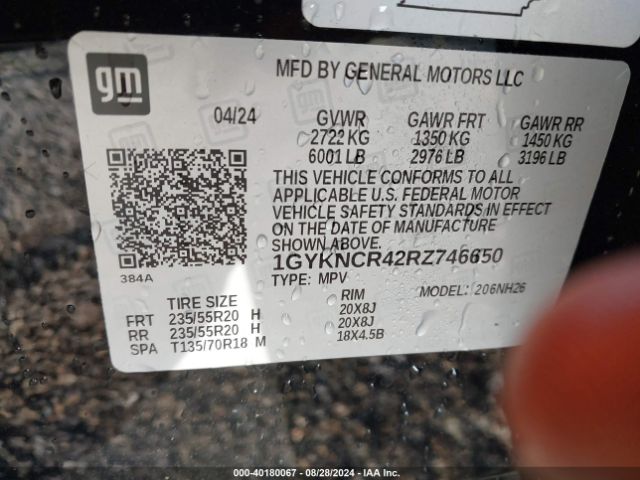 gm
MFD BY GENERAL MOTORS LLC
04/24 GVWR GAWR FRT GAWR RR
2722 KG 1350 KG 1450 KG
6001 LB 2976 LB 3196 LB
THIS VEHICLE CONFORMS TO ALL
APPLICABLE U.S. FEDERAL MOTOR
VEHICLE SAFETY STANDARDS IN EFFECT
ON THE DATE OF MANUFACTURE
SHOWN ABOVE.
384A
1GYKNCR42RZ746650
TYPE: MPV MODEL: 206NH26
TIRE SIZE RIM
FRT 235/55R20 H 20X8J
RR 235/55R20 H 20X8J
SPA T135/70R18 M 18X4.5B
000-40180067 - 08/28/2024 - IAA Inc.